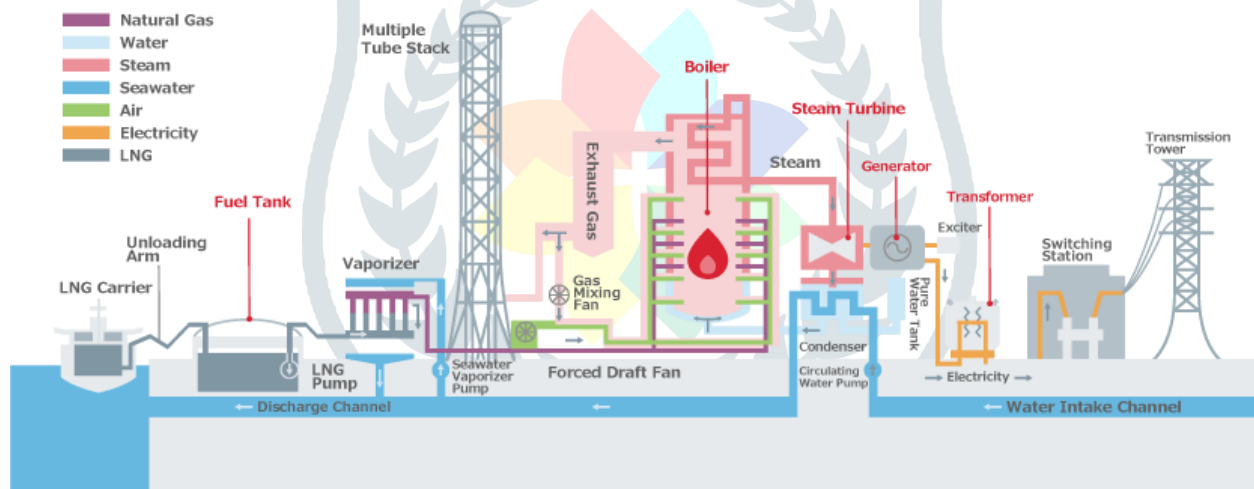 Natural Gas
Water
Steam
Seawater
Air
Electricity
LNG
Multiple
Tube Stack
Boiler
Steam Turbine
Transmission
Tower
Exhaust Gas
Steam
Generator
Fuel Tank
Transformer
Unloading
Arm
Exciter
Switching
Station
Vaporizer
LNG Carrier
Gas
Mixing
Fan
Pure
Water Tank
Condenser
LNG
Pump
Seawater
Vaporizer
Pump
Forced Draft Fan
Circulating
Water Pump
Electricity
Discharge Channel
Water Intake Channel